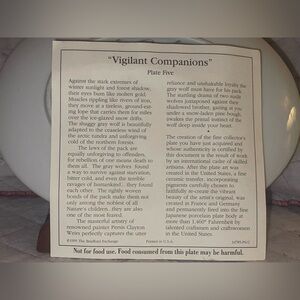 "Vigilant Companions"
Plate Five
Against the stark extremes of
winter sunlight and forest shadow,
their eyes burn like molten gold.
Muscles rippling like rivers of iron,
they move at a tireless, ground-eat-
ing lope that carries them for miles
over the ice-glazed snow drifts.
The shaggy gray wolf is beautifully
adapted to the ceaseless wind of
the arctic tundra and unforgiving
cold of the northern forests.
The laws of the pack are
equally unforgiving to offenders,
for rebellion of one means death to
them all. The gray wolves found
a way to survive against starvation,
bitter cold, and even the terrible
ravages of humankind... they found
each other. The tightly woven
bonds of the pack make them not
only among the noblest of all
Nature's children...they are also
one of the most feared.
The masterful artistry of
renowned painter Persis Clayton
Weirs perfectly captures the utter
reliance and unshakable loyalty the
gray wolf must have for his pack.
The startling drama of two male
wolves juxtaposed against their
shadowed brother, gazing at you
under a snow-laden pine bough,
awaken the primal instinct of the
wolf deep inside your heart.
The creation of the fine collector's
plate you have just acquired and
whose authenticity is certified by
this document is the result of work
by an international cadre of skilled
artisans. After the original art was
created in the United States, a fine
ceramic transfer, incorporating
pigments carefully chosen to
faithfully re-create the vibrant
beauty of the artist's original, was
created in France and Germany
and permanently fired into the fine
Japanese porcelain plate body at
more than 1,460° Fahrenheit by
talented craftsmen and craftswomen
in the United States.
The Bradford Exchange
Printed in U.S.A.
Not for food use. Food consumed from this plate may be harmful.